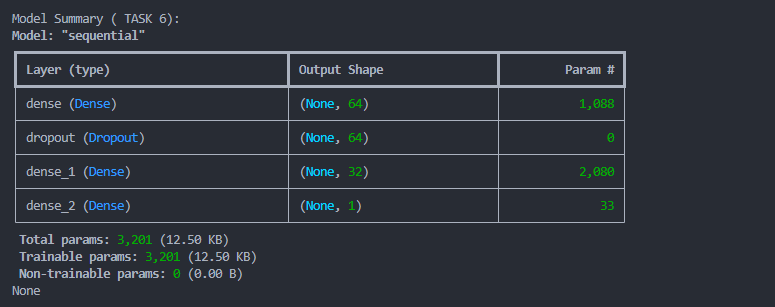 Model Summary ( TASK 6):
Model: "sequential"
Layer (type) Output Shape Param #
dense (Dense) (None, 64) 1,088
dropout (Dropout) (None, 64) 0
dense_1 (Dense) (None, 32) 2,080
dense_2 (Dense) (None, 1) 33
Total params: 3,201 (12.50 KB)
Trainable params: 3,201 (12.50 KB)
Non-trainable params: 0 (0.00 B)
None